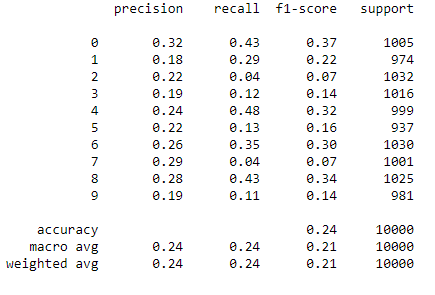 precision recall f1-score support
0 0.32 0.43 0.37 1005
1 0.18 0.29 0.22 974
2 0.22 0.04 0.07 1032
3 0.19 0.12 0.14 1016
4 0.24 0.48 0.32 999
5 0.22 0.13 0.16 937
6 0.26 0.35 0.30 1030
7 0.29 0.04 0.07 1001
8 0.28 0.43 0.34 1025
9 0.19 0.11 0.14 981
accuracy 0.24 10000
macro avg 0.24 0.24 0.21 10000
weighted avg 0.24 0.24 0.21 10000